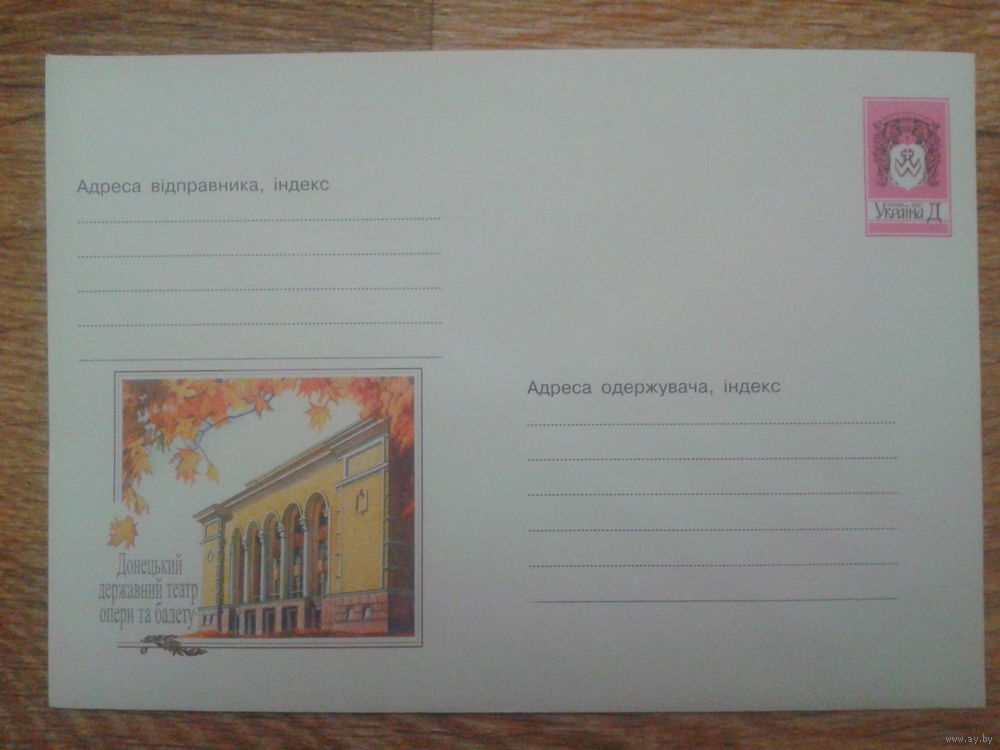 Адреса відправника, індекс
Україна Д
Адреса одержувача, індекс
Донецький
державний театр
опери та балету
www.ay.by